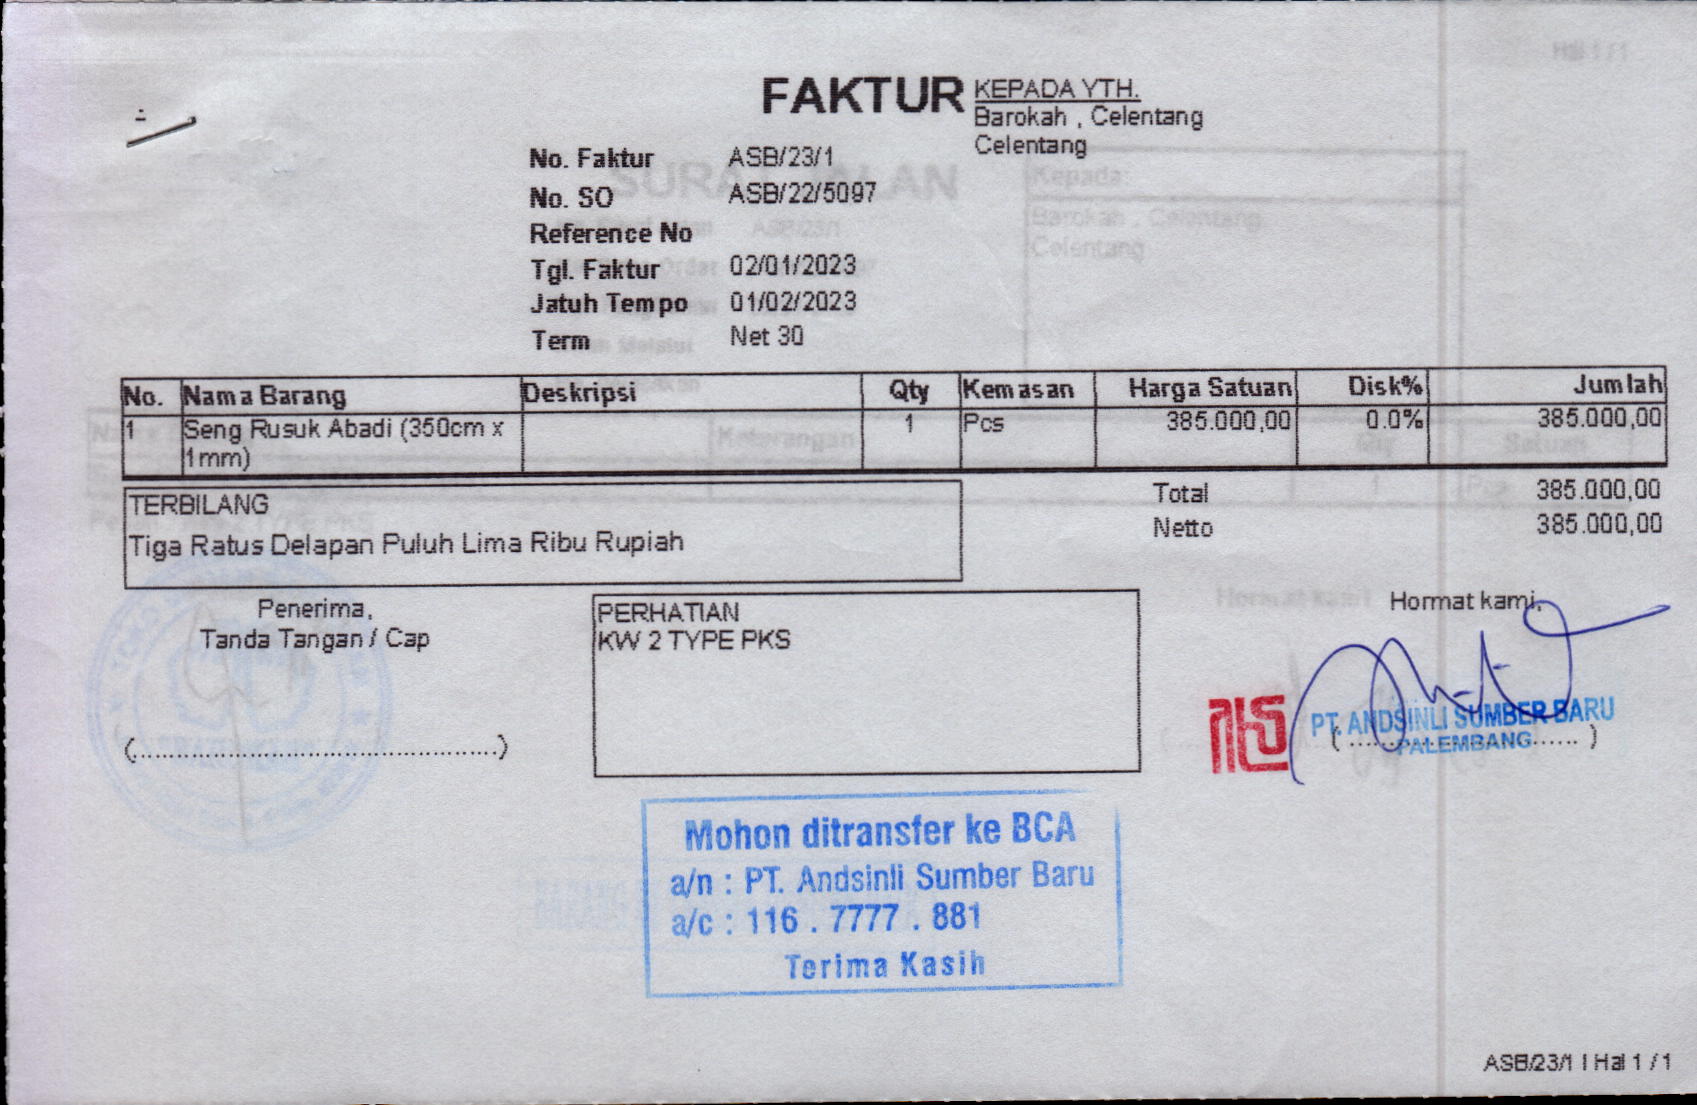 FAKTUR
KEPADA YTH.
Barokah , Celentang
Celentang
No. Faktur ASB/23/1
No. SO ASB/22/5097
Reference No
Tgl. Faktur 02/01/2023
Jatuh Tempo 01/02/2023
Term Net 30
No. Nama Barang Deskripsi Qty Kemasan Harga Satuan Disk% Jumlah
1 Seng Rusuk Abadi (350cm x 1 Pcs 385.000,00 0.0% 385.000,00
1mm)
TERBILANG
Tiga Ratus Delapan Puluh Lima Ribu Rupiah
Total 385.000,00
Netto 385.000,00
Penerima,
Tanda Tangan / Cap
(................................................)
PERHATIAN
KW 2 TYPE PKS
Hormat kami,
PT. ANDSINLI SUMBER BARU
PALEMBANG
Mohon ditransfer ke BCA
a/n : PT. Andsinli Sumber Baru
a/c : 116 . 7777 . 881
Terima Kasih
ASB/23/1 I Hal 1 / 1